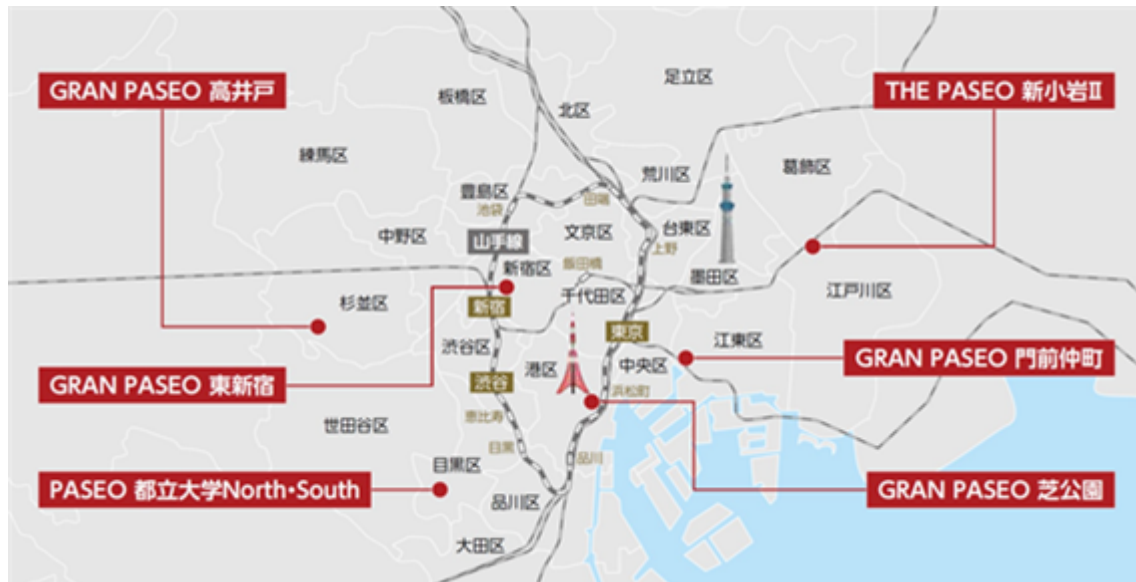 足立区
GRAN PASEO 高井戸
THE PASEO 新小岩Ⅱ
板橋区
北区
練馬区
荒川区
葛飾区
豊島区
池袋
田端
中野区
山手線
文京区
台東区
上野
新宿区
飯田橋
墨田区
千代田区
江戸川区
杉並区
新宿
東京
渋谷区
江東区
中央区
GRAN PASEO 門前仲町
港区
GRAN PASEO 東新宿
渋谷
浜松町
恵比寿
世田谷区
目黒
目黒区
品川
PASEO 都立大学North・South
GRAN PASEO 芝公園
品川区
大田区